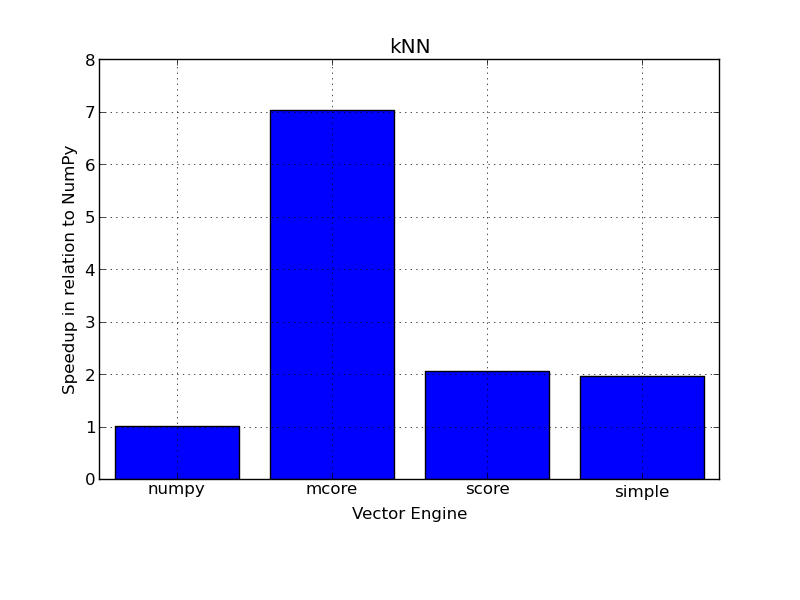 kNN
8
7
6
5
4
3
2
1
0
Speedup in relation to NumPy
numpy mcore score simple
Vector Engine